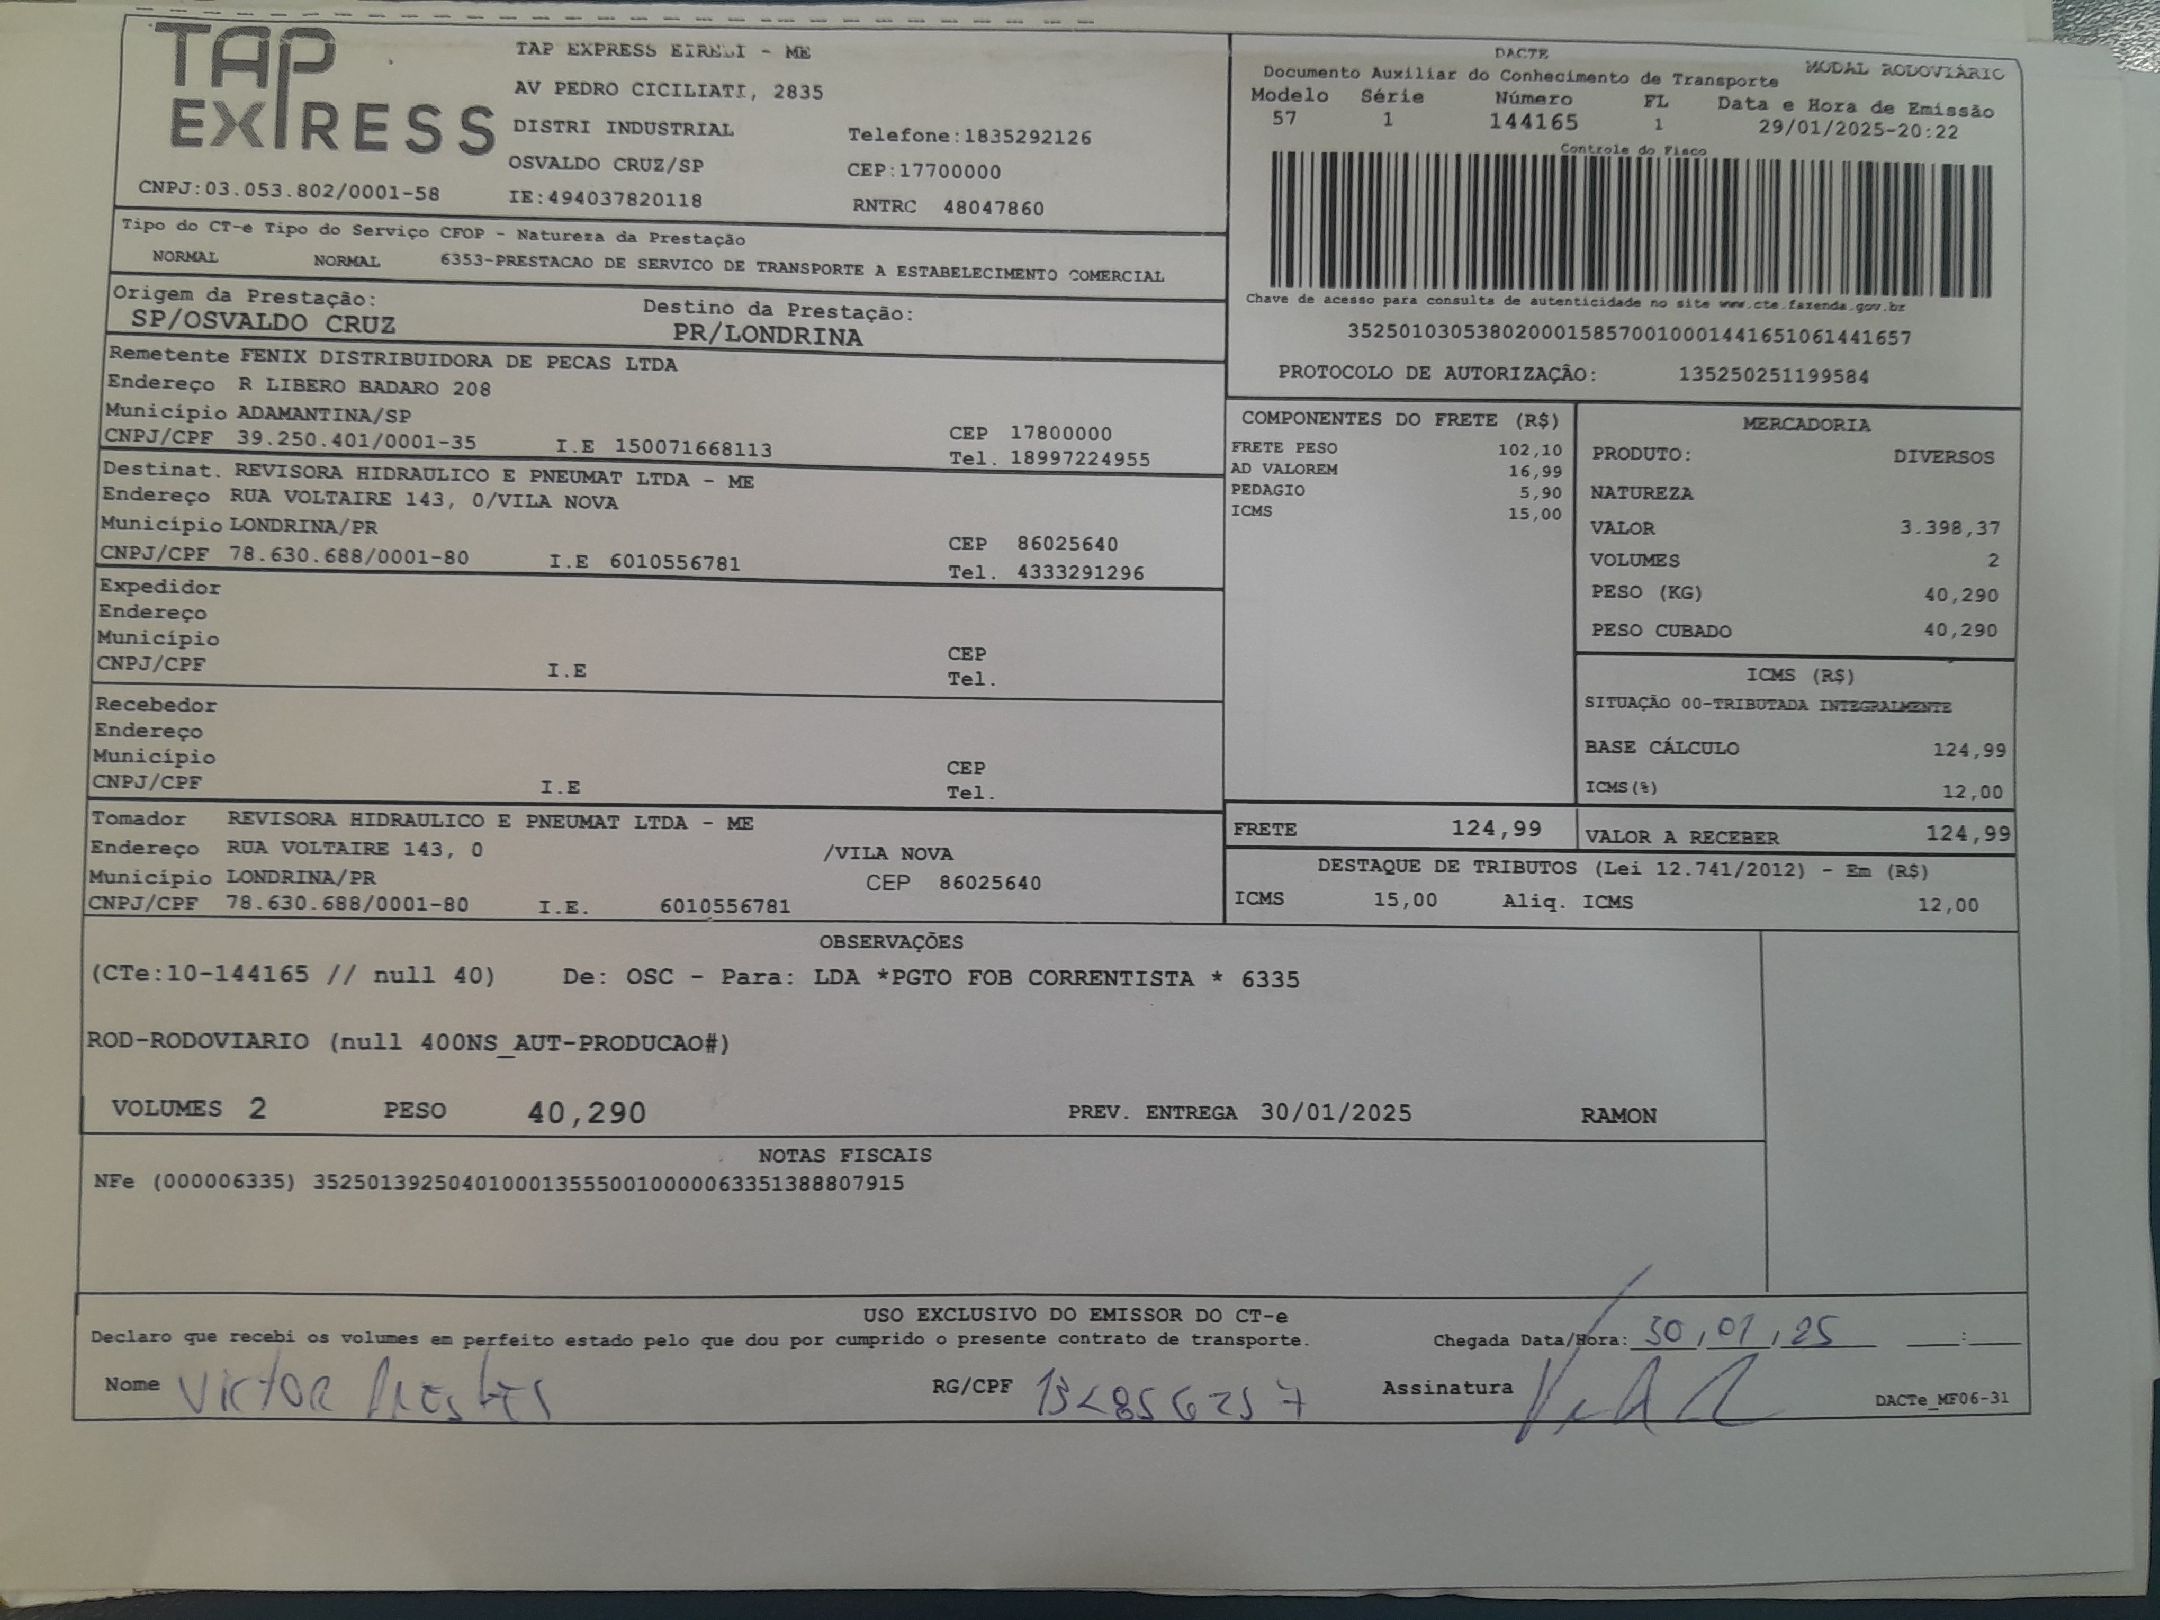 TAP
EXPRESS
TAP EXPRESS EIRELI - ME
AV PEDRO CICILIATI, 2835
DISTRI INDUSTRIAL
Telefone:1835292126
OSVALDO CRUZ/SP
CEP:17700000
CNPJ:03.053.802/0001-58
IE:494037820118
RNTRC 48047860
DACTE
MODAL RODOVIÁRIO
Documento Auxiliar do Conhecimento de Transporte
Modelo Série Número FL Data e Hora de Emissão
57 1 144165 1 29/01/2025-20:22
Controle do Fisco
Chave de acesso para consulta de autenticidade no site www.cte.fazenda.gov.br
35250103053802000158570010001441651061441657
PROTOCOLO DE AUTORIZAÇÃO: 135250251199584
Tipo do CT-e Tipo do Serviço CFOP - Natureza da Prestação
NORMAL NORMAL 6353-PRESTACAO DE SERVICO DE TRANSPORTE A ESTABELECIMENTO COMERCIAL
Origem da Prestação: Destino da Prestação:
SP/OSVALDO CRUZ PR/LONDRINA
Remetente FENIX DISTRIBUIDORA DE PECAS LTDA
Endereço R LIBERO BADARO 208
Município ADAMANTINA/SP
CEP 17800000
CNPJ/CPF 39.250.401/0001-35 I.E 150071668113
Tel. 18997224955
Destinat. REVISORA HIDRAULICO E PNEUMAT LTDA - ME
Endereço RUA VOLTAIRE 143, 0/VILA NOVA
Município LONDRINA/PR
CEP 86025640
CNPJ/CPF 78.630.688/0001-80 I.E 6010556781
Tel. 4333291296
Expedidor
Endereço
Município
CEP
CNPJ/CPF I.E
Tel.
Recebedor
Endereço
Município
CEP
CNPJ/CPF I.E
Tel.
Tomador REVISORA HIDRAULICO E PNEUMAT LTDA - ME
Endereço RUA VOLTAIRE 143, 0 /VILA NOVA
Município LONDRINA/PR CEP 86025640
CNPJ/CPF 78.630.688/0001-80 I.E. 6010556781
COMPONENTES DO FRETE (R$)
FRETE PESO 102,10
AD VALOREM 16,99
PEDAGIO 5,90
ICMS 15,00
MERCADORIA
PRODUTO: DIVERSOS
NATUREZA
VALOR 3.398,37
VOLUMES 2
PESO (KG) 40,290
PESO CUBADO 40,290
ICMS (R$)
SITUAÇÃO 00-TRIBUTADA INTEGRALMENTE
BASE CÁLCULO 124,99
ICMS(%) 12,00
FRETE 124,99 VALOR A RECEBER 124,99
DESTAQUE DE TRIBUTOS (Lei 12.741/2012) - Em (R$)
ICMS 15,00 Aliq. ICMS 12,00
OBSERVAÇÕES
(CTe:10-144165 // null 40) De: OSC - Para: LDA *PGTO FOB CORRENTISTA * 6335
ROD-RODOVIARIO (null 400NS_AUT-PRODUCAO#)
VOLUMES 2 PESO 40,290 PREV. ENTREGA 30/01/2025 RAMON
NOTAS FISCAIS
NFe (000006335) 35250139250401000135550010000063351388807915
USO EXCLUSIVO DO EMISSOR DO CT-e
Declaro que recebi os volumes em perfeito estado pelo que dou por cumprido o presente contrato de transporte. Chegada Data/Hora: 30/01/25
Nome Victor RG/CPF Assinatura
DACTe_MF06-31